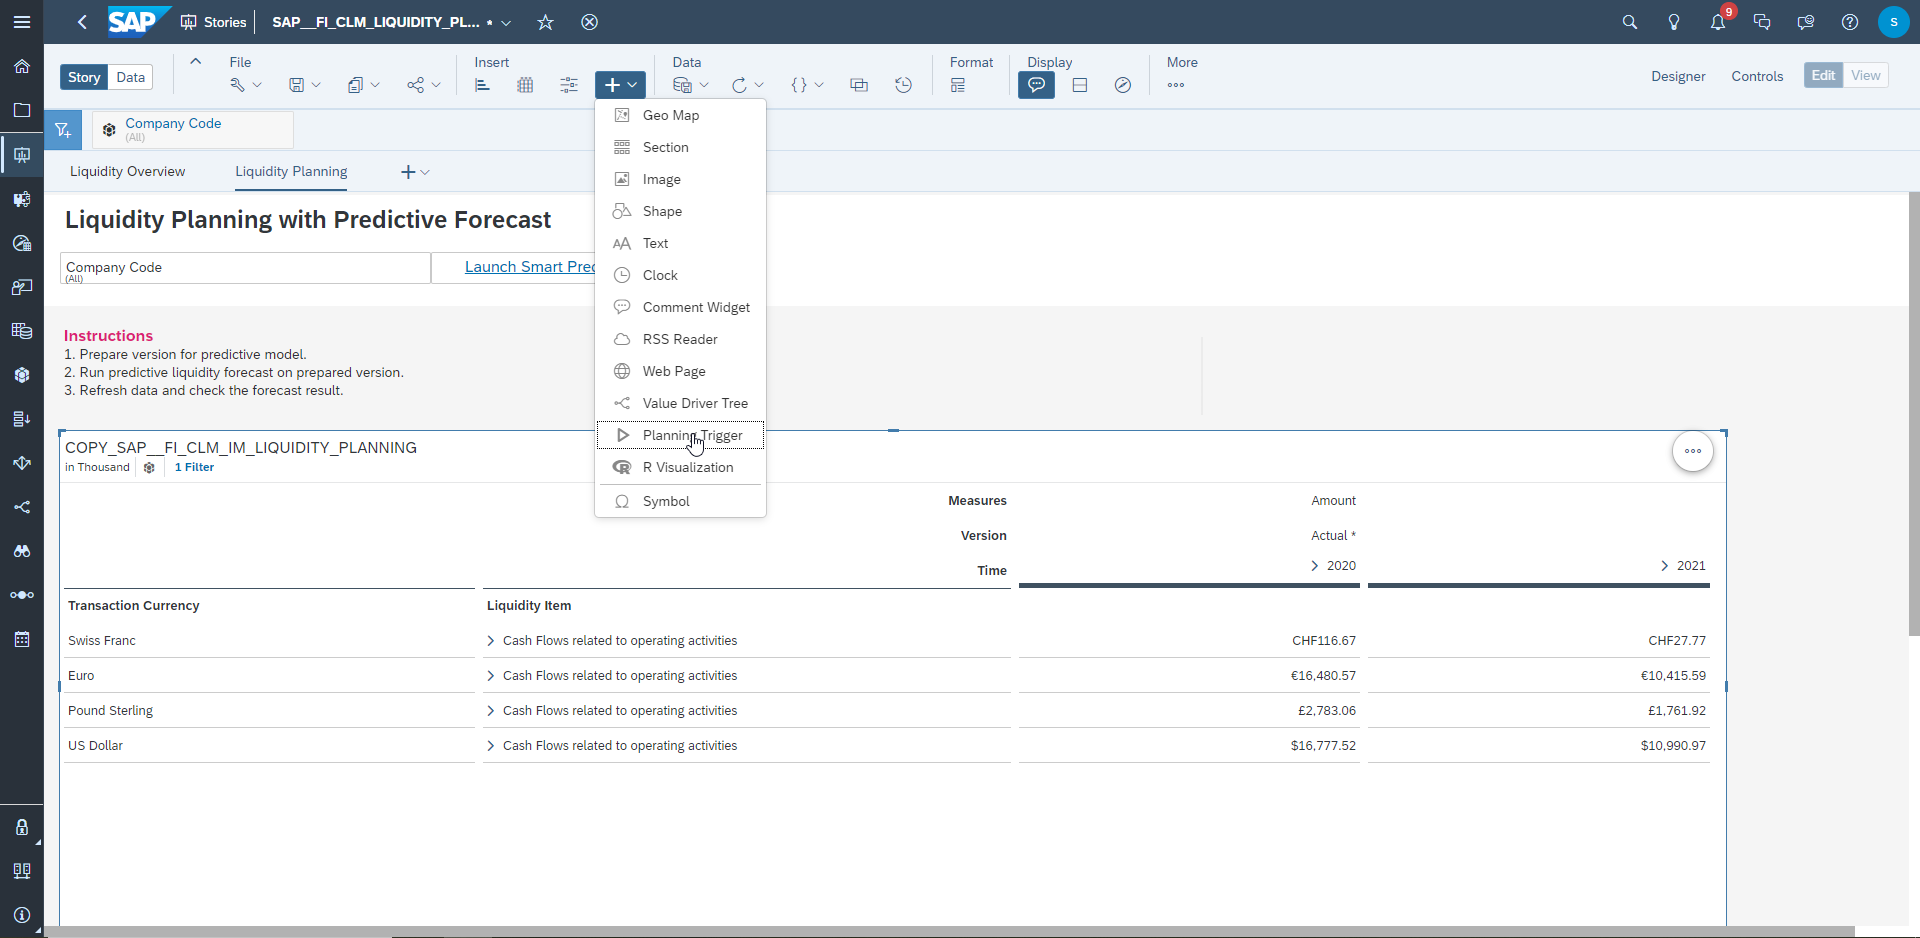 SAP Stories SAP__FI_CLM_LIQUIDITY_PL... * 9 S
File Insert Data Format Display More
Story Data Designer Controls Edit View
Company Code
(All)
Liquidity Overview Liquidity Planning
Liquidity Planning with Predictive Forecast
Company Code
(All)
Launch Smart Prec
Geo Map
Section
Image
Shape
Text
Clock
Comment Widget
RSS Reader
Web Page
Value Driver Tree
Planning Trigger
R Visualization
Symbol
Instructions
1. Prepare version for predictive model.
2. Run predictive liquidity forecast on prepared version.
3. Refresh data and check the forecast result.
COPY_SAP__FI_CLM_IM_LIQUIDITY_PLANNING
in Thousand 1 Filter
Measures Amount
Version Actual *
Time 2020 2021
Transaction Currency Liquidity Item
Swiss Franc Cash Flows related to operating activities CHF116.67 CHF27.77
Euro Cash Flows related to operating activities €16,480.57 €10,415.59
Pound Sterling Cash Flows related to operating activities £2,783.06 £1,761.92
US Dollar Cash Flows related to operating activities $16,777.52 $10,990.97